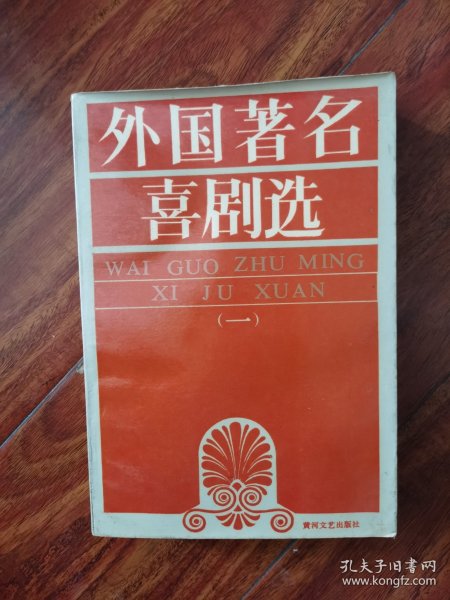 外国著名
喜剧选
WAI GUO ZHU MING
XI JU XUAN
(一)
黄河文艺出版社
孔夫子旧书网
www.kongfz.com